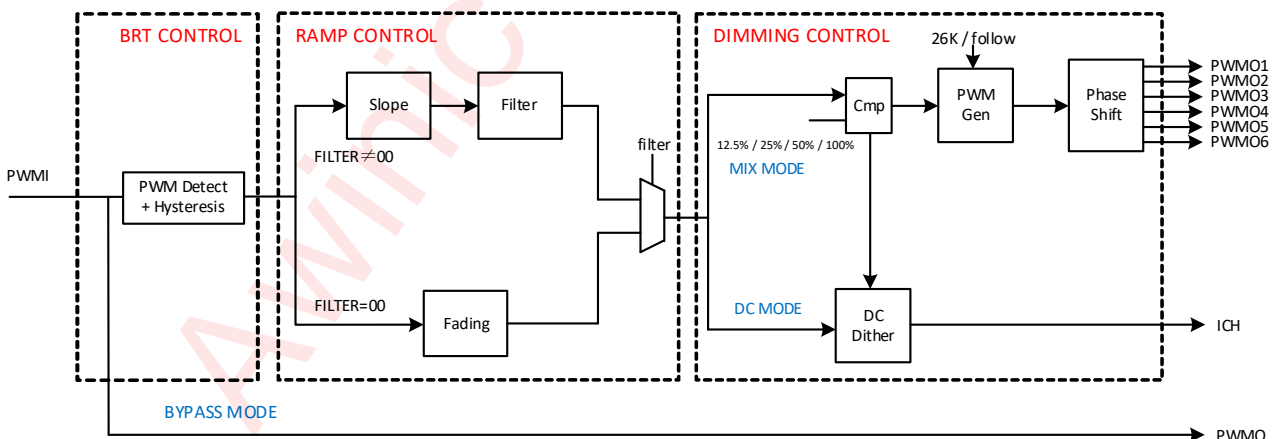 BRT CONTROL
RAMP CONTROL
DIMMING CONTROL
26K / follow
PWMO1
PWMO2
PWMO3
PWMO4
PWMO5
PWMO6
Slope
Filter
Cmp
PWM
Gen
Phase
Shift
12.5% / 25% / 50% / 100%
MIX MODE
FILTER≠00
filter
PWMI
PWM Detect
+ Hysteresis
FILTER=00
Fading
DC MODE
DC
Dither
ICH
BYPASS MODE
PWMO
Awinic